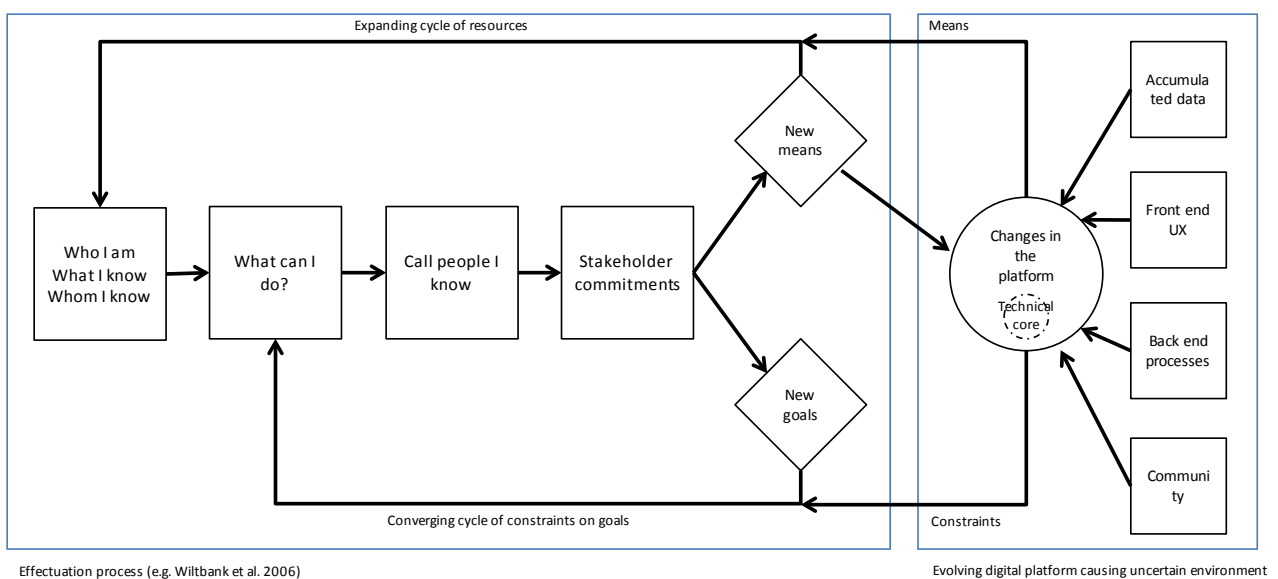 Expanding cycle of resources
Means
Accumula
ted data
New
means
Front end
UX
Who I am
What I know
Whom I know
What can I
do?
Call people I
know
Stakeholder
commitments
Changes in
the
platform
Technical
core
Back end
processes
New
goals
Communi
ty
Converging cycle of constraints on goals
Constraints
Effectuation process (e.g. Wiltbank et al. 2006)
Evolving digital platform causing uncertain environment